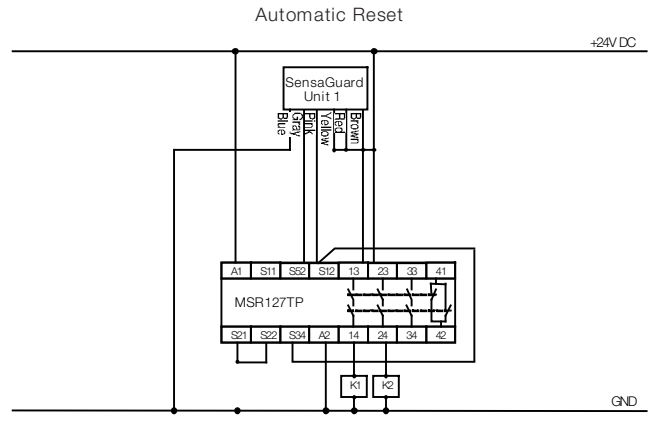 Automatic Reset
+24V DC
SensaGuard
Unit 1
Blue
Gray
Pink
Yellow
Red
Brown
A1 S11 S52 S12 13 23 33 41
MSR127TP
S21 S22 S34 A2 14 24 34 42
K1 K2
GND